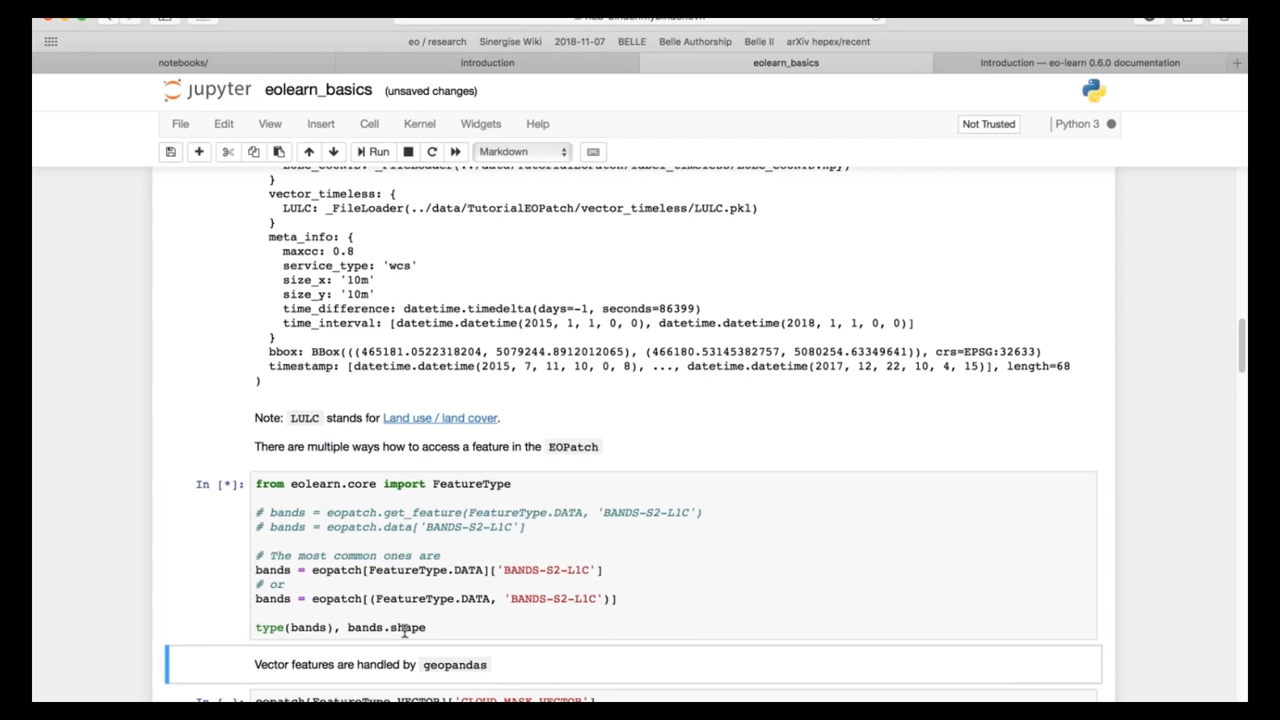 eo / research Sinergise Wiki 2018-11-07 BELLE Belle Authorship Belle II arXiv hepex/recent
notebooks/ introduction eolearn_basics Introduction — eo-learn 0.6.0 documentation +
jupyter eolearn_basics (unsaved changes)
File Edit View Insert Cell Kernel Widgets Help Not Trusted Python 3
Run Markdown
}
vector_timeless: {
LULC: _FileLoader(../data/TutorialEOPatch/vector_timeless/LULC.pkl)
}
meta_info: {
maxcc: 0.8
service_type: 'wcs'
size_x: '10m'
size_y: '10m'
time_difference: datetime.timedelta(days=-1, seconds=86399)
time_interval: [datetime.datetime(2015, 1, 1, 0, 0), datetime.datetime(2018, 1, 1, 0, 0)]
}
bbox: BBox(((465181.0522318204, 5079244.8912012065), (466180.53145382757, 5080254.63349641)), crs=EPSG:32633)
timestamp: [datetime.datetime(2015, 7, 11, 10, 0, 8), ..., datetime.datetime(2017, 12, 22, 10, 4, 15)], length=68
)
Note: LULC stands for Land use / land cover.
There are multiple ways how to access a feature in the EOPatch
In [*]: from eolearn.core import FeatureType
# bands = eopatch.get_feature(FeatureType.DATA, 'BANDS-S2-L1C')
# bands = eopatch.data['BANDS-S2-L1C']
# The most common ones are
bands = eopatch[FeatureType.DATA]['BANDS-S2-L1C']
# or
bands = eopatch[(FeatureType.DATA, 'BANDS-S2-L1C')]
type(bands), bands.shape
Vector features are handled by geopandas
In [ ]: eopatch[FeatureType.VECTOR]['CLOUD_MASK_VECTOR']